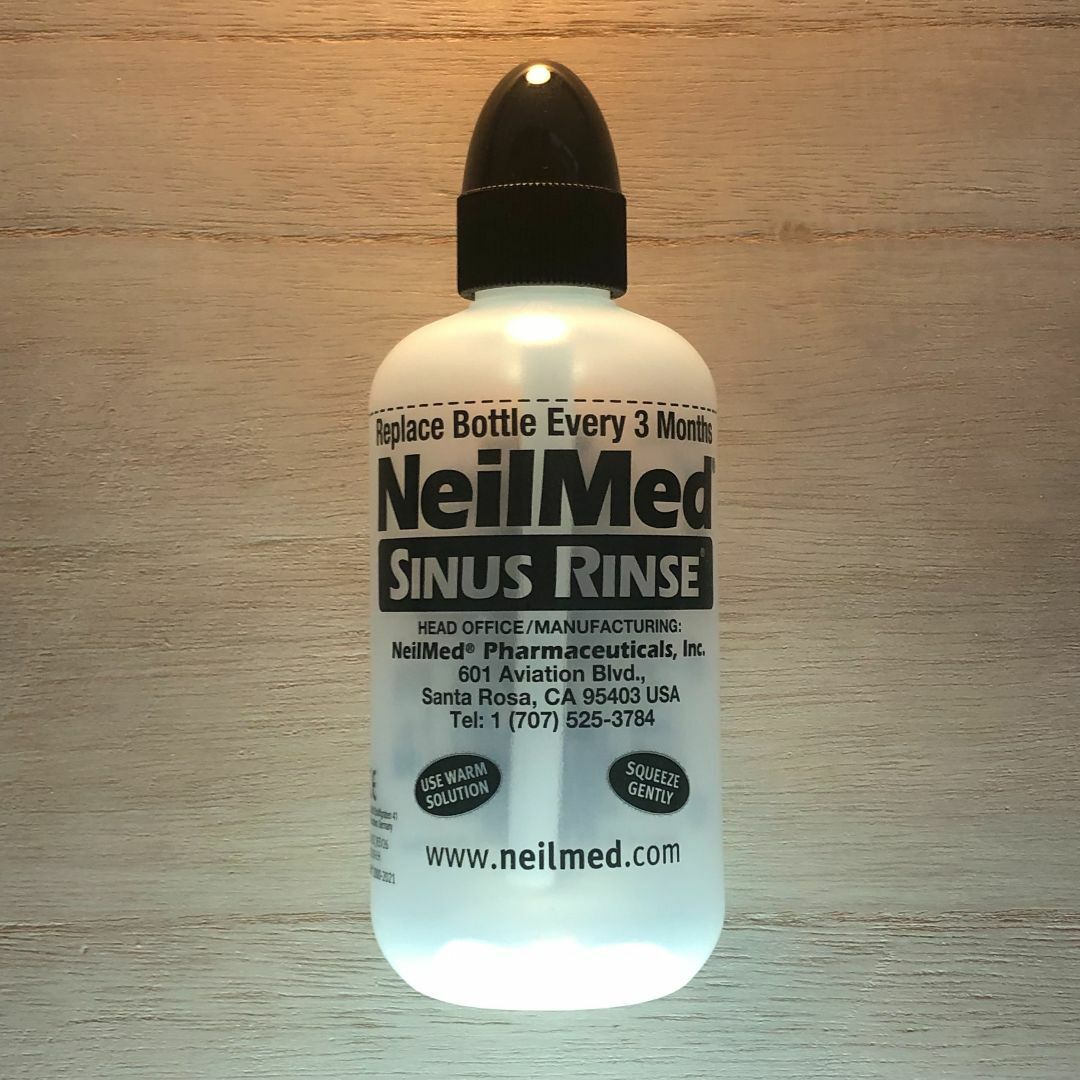 Replace Bottle Every 3 Months
NeilMed®
SINUS RINSE®
HEAD OFFICE/MANUFACTURING:
NeilMed® Pharmaceuticals, Inc.
601 Aviation Blvd.,
Santa Rosa, CA 95403 USA
Tel: 1 (707) 525-3784
USE WARM
SOLUTION
SQUEEZE
GENTLY
www.neilmed.com